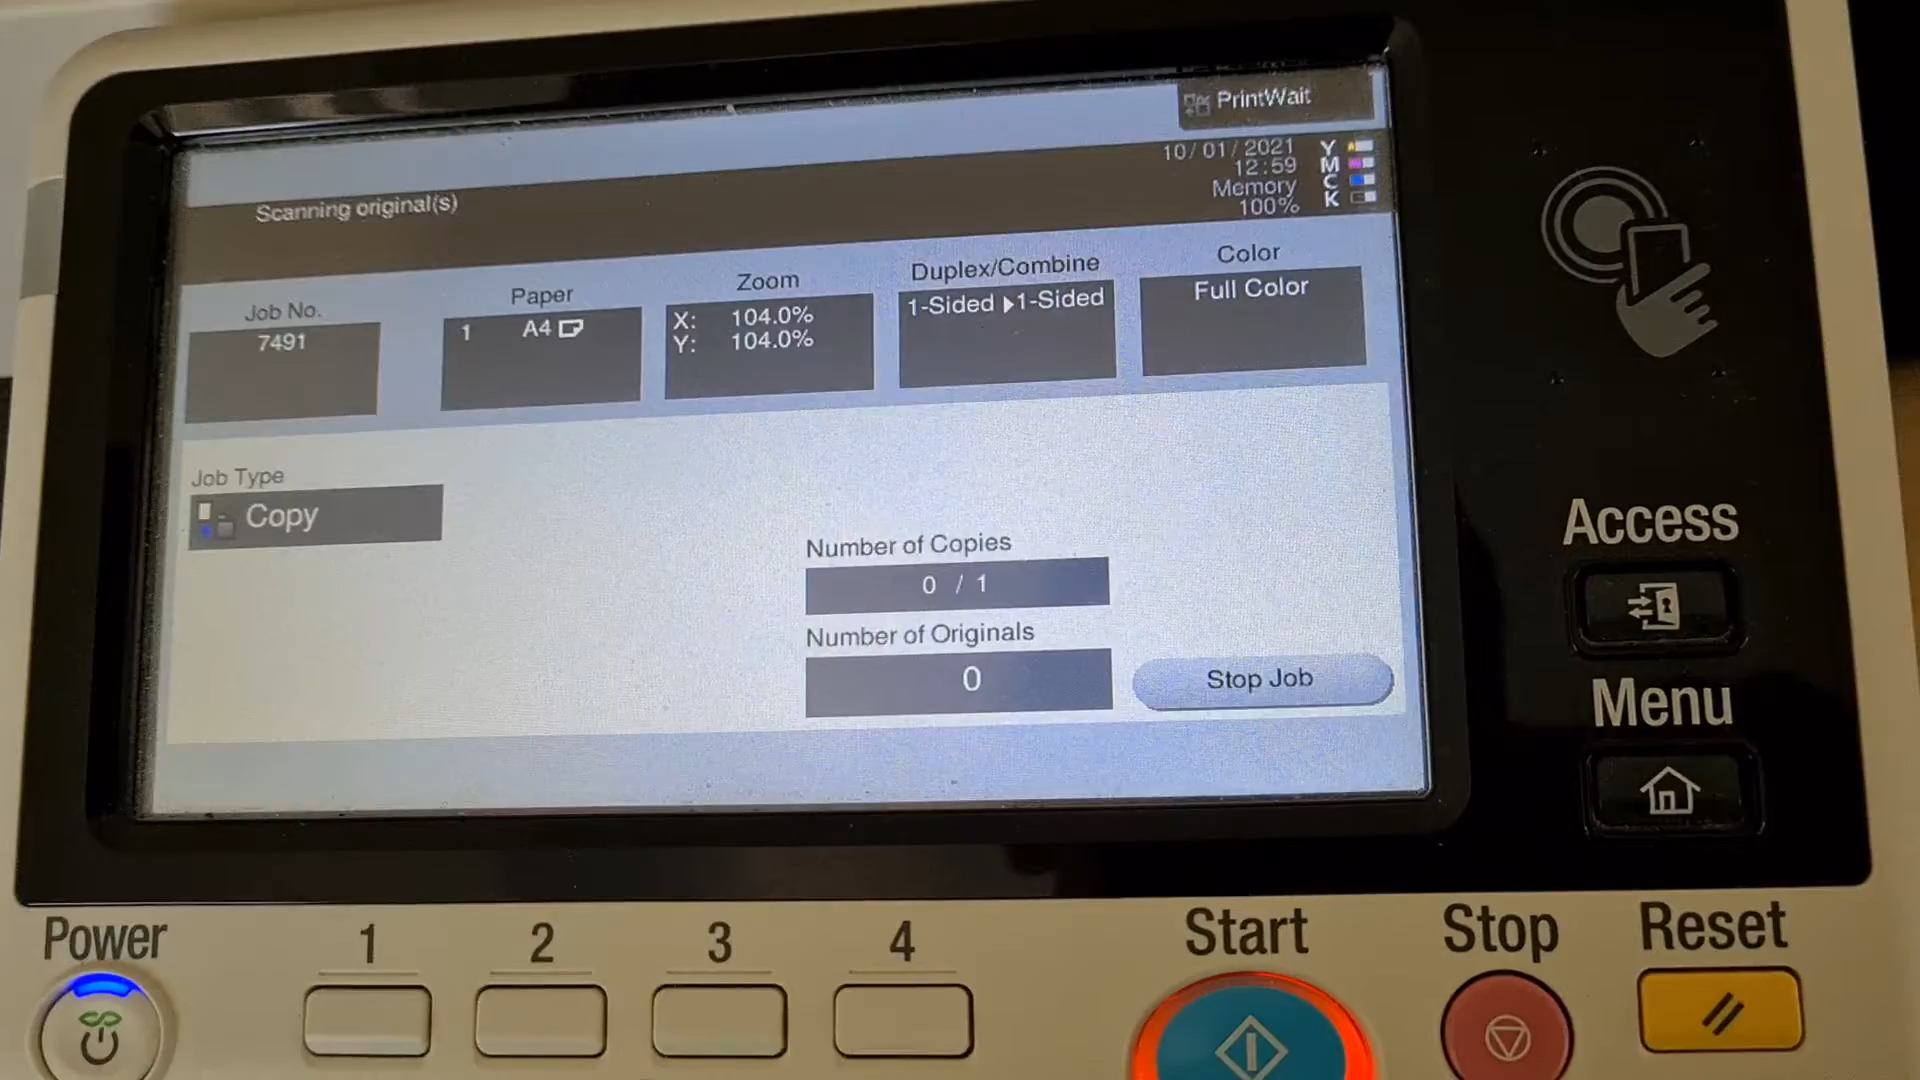 PrintWait
Scanning original(s)
10/01/2021
12:59
Memory
100%
Y
M
C
K
Job No.
7491
Paper
1 A4
Zoom
X: 104.0%
Y: 104.0%
Duplex/Combine
1-Sided ▶1-Sided
Color
Full Color
Job Type
Copy
Number of Copies
0 / 1
Number of Originals
0
Stop Job
Access
Menu
Power
1
2
3
4
Start
Stop
Reset